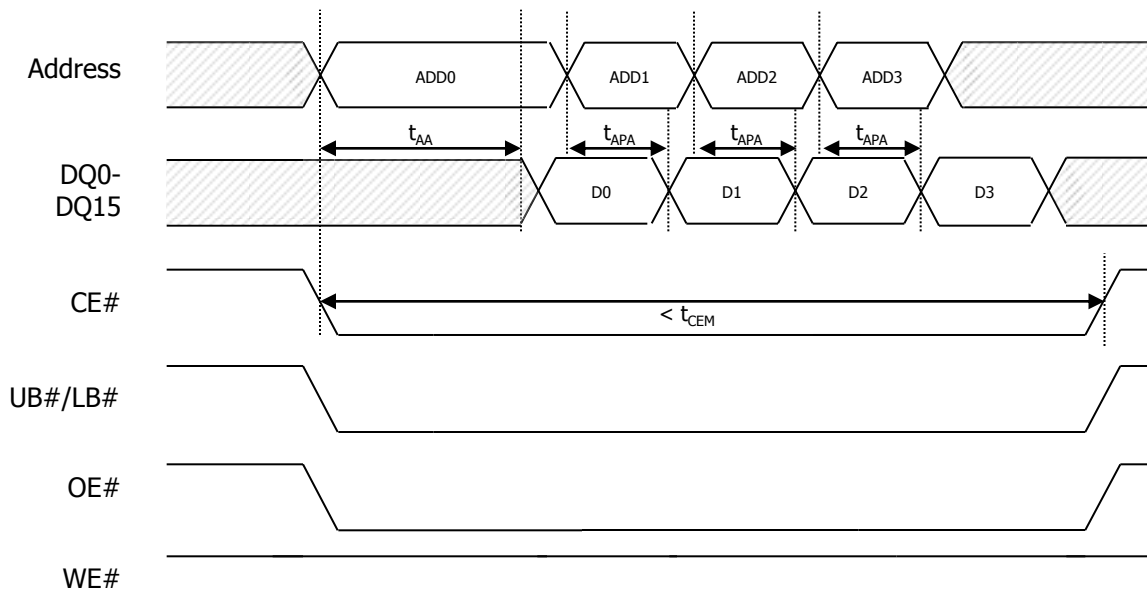 Address
ADD0
ADD1
ADD2
ADD3
tAA
tAPA
tAPA
tAPA
DQ0-
DQ15
D0
D1
D2
D3
CE#
< tCEM
UB#/LB#
OE#
WE#